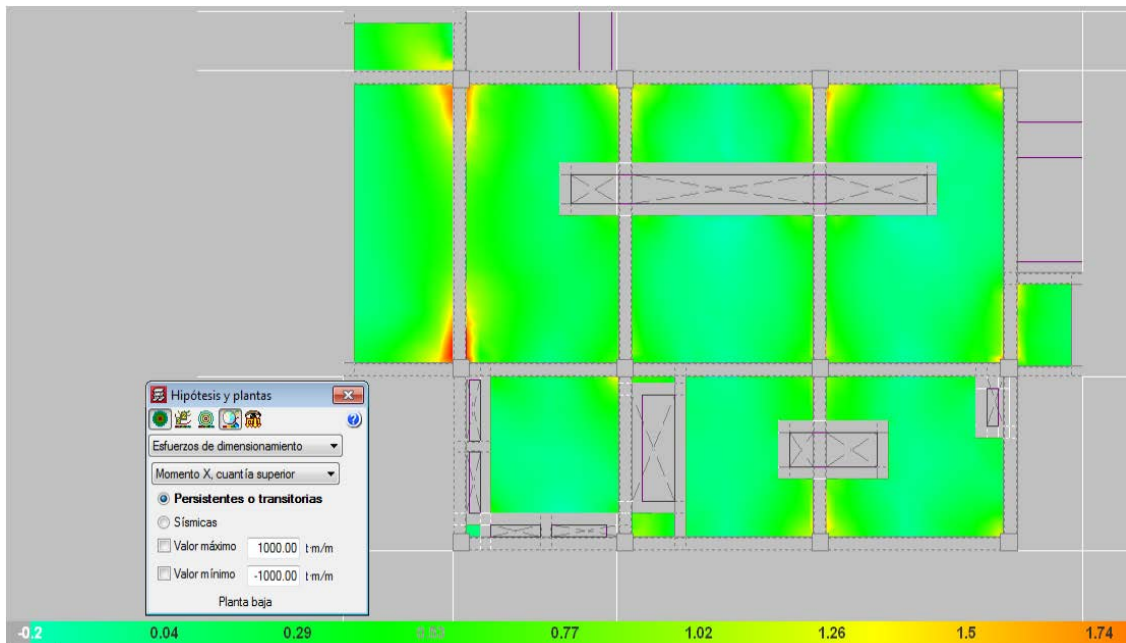 Hipótesis y plantas
Esfuerzos de dimensionamiento
Momento X, cuantía superior
Persistentes o transitorias
Sísmicas
Valor máximo 1000.00 t·m/m
Valor mínimo -1000.00 t·m/m
Planta baja
-0.2 0.04 0.29 0.77 1.02 1.26 1.5 1.74